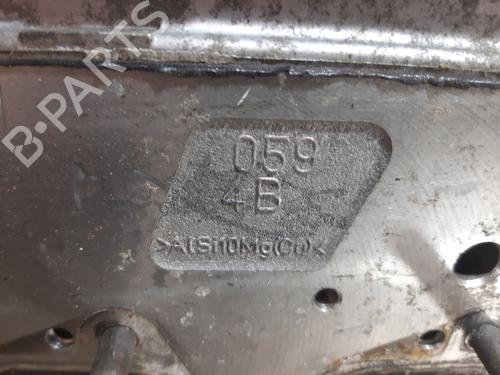 B-PARTS
059
4B
>AlSi10Mg(Cu)<